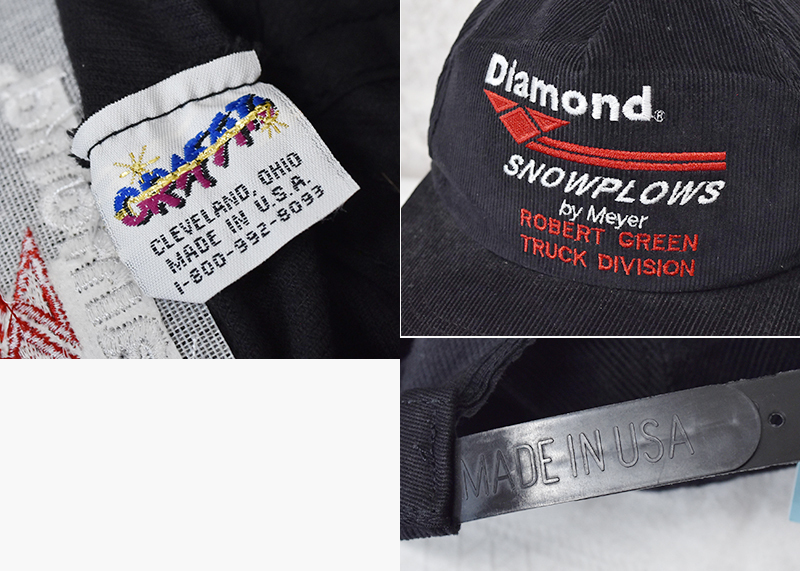 CRAFT
CLEVELAND, OHIO
MADE IN U.S.A.
1-800-992-8093
Diamond®
SNOWPLOWS
by Meyer
ROBERT GREEN
TRUCK DIVISION
MADE IN USA